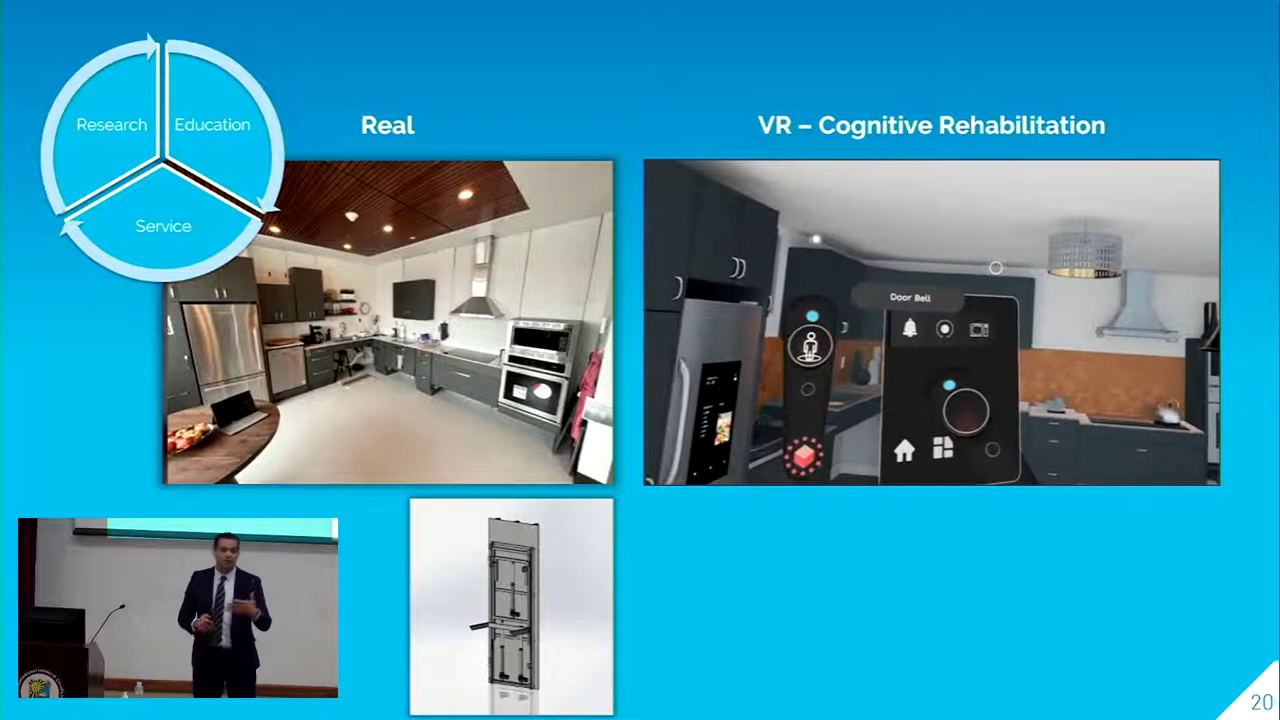 Research
Education
Service
Real
VR – Cognitive Rehabilitation
Door Bell
20